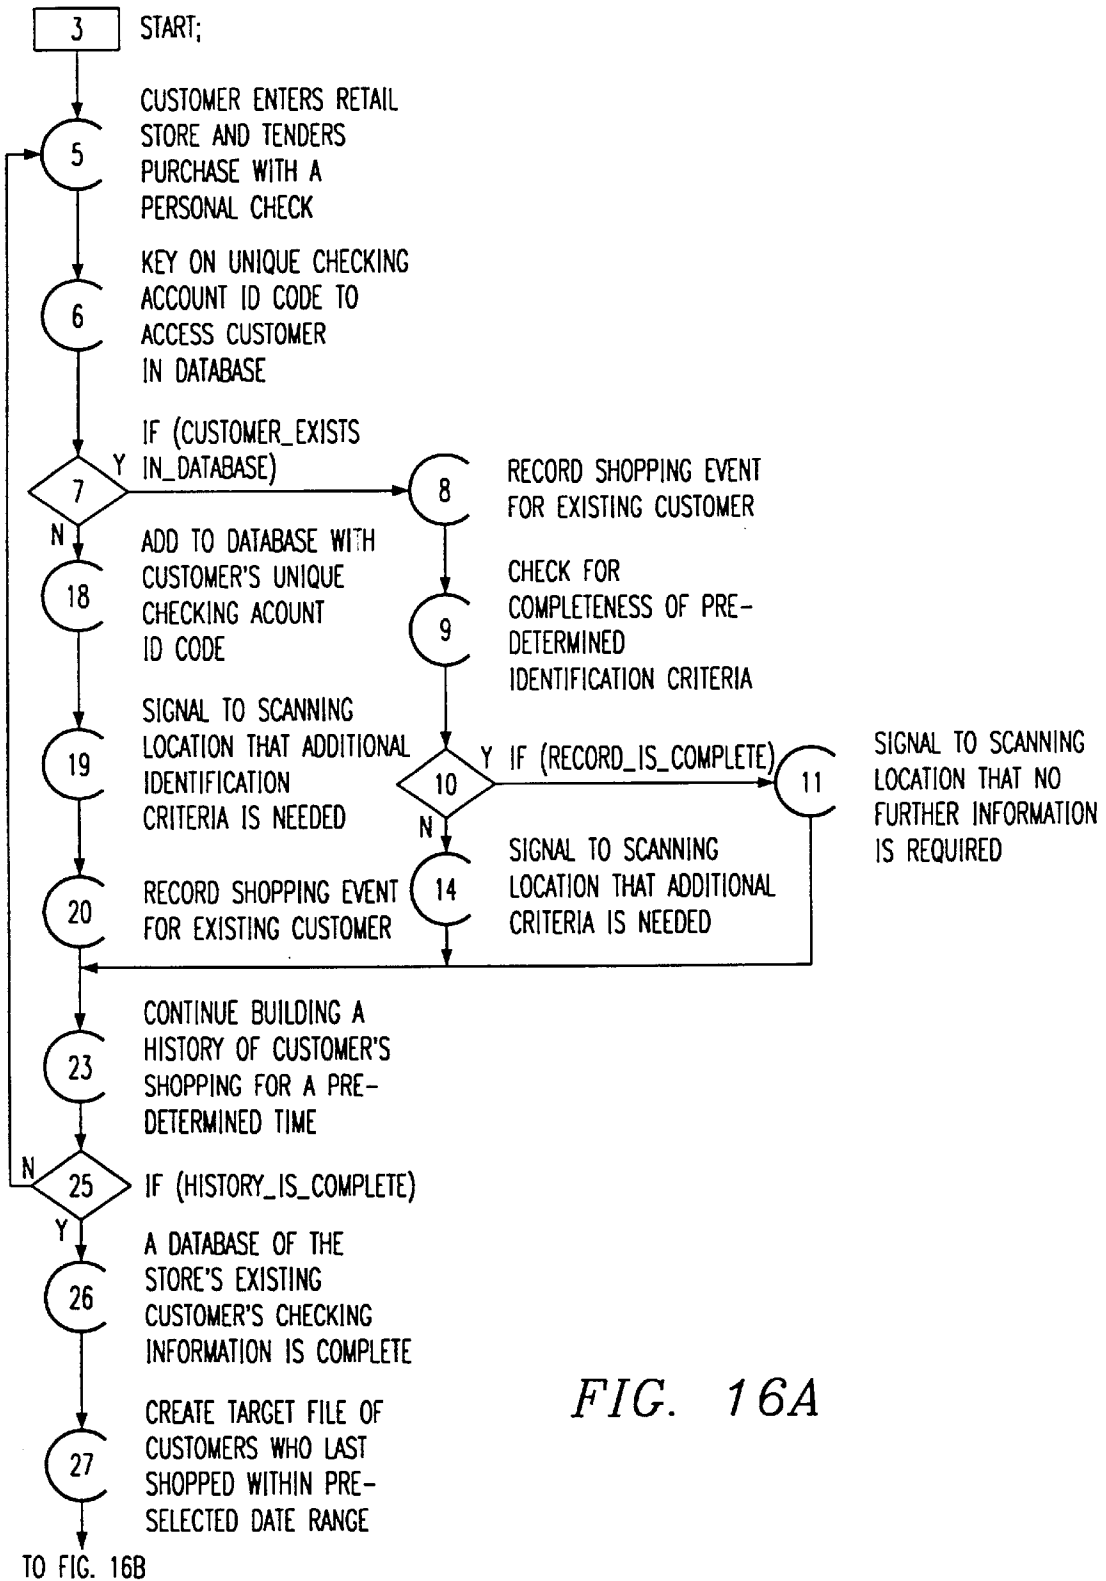 3 START;
CUSTOMER ENTERS RETAIL
STORE AND TENDERS
PURCHASE WITH A
PERSONAL CHECK
5
KEY ON UNIQUE CHECKING
ACCOUNT ID CODE TO
ACCESS CUSTOMER
IN DATABASE
6
IF (CUSTOMER_EXISTS
IN_DATABASE)
Y
7
N
8
RECORD SHOPPING EVENT
FOR EXISTING CUSTOMER
ADD TO DATABASE WITH
CUSTOMER'S UNIQUE
CHECKING ACOUNT
ID CODE
18
CHECK FOR
COMPLETENESS OF PRE-
DETERMINED
IDENTIFICATION CRITERIA
9
SIGNAL TO SCANNING
LOCATION THAT ADDITIONAL
IDENTIFICATION
CRITERIA IS NEEDED
19
Y IF (RECORD_IS_COMPLETE)
10
N
11
SIGNAL TO SCANNING
LOCATION THAT NO
FURTHER INFORMATION
IS REQUIRED
SIGNAL TO SCANNING
LOCATION THAT ADDITIONAL
CRITERIA IS NEEDED
14
RECORD SHOPPING EVENT
FOR EXISTING CUSTOMER
20
CONTINUE BUILDING A
HISTORY OF CUSTOMER'S
SHOPPING FOR A PRE-
DETERMINED TIME
23
N
25 IF (HISTORY_IS_COMPLETE)
Y
A DATABASE OF THE
STORE'S EXISTING
CUSTOMER'S CHECKING
INFORMATION IS COMPLETE
26
CREATE TARGET FILE OF
CUSTOMERS WHO LAST
SHOPPED WITHIN PRE-
SELECTED DATE RANGE
27
TO FIG. 16B
FIG. 16A